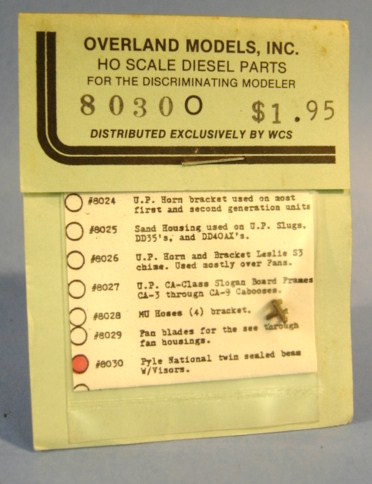 OVERLAND MODELS, INC.
HO SCALE DIESEL PARTS
FOR THE DISCRIMINATING MODELER
80300 $1.95
DISTRIBUTED EXCLUSIVELY BY WCS
#8024 U.P. Horn bracket used on most
first and second generation units
#8025 Sand Housing used on U.P. Slugs,
DD35's, and DD40AX's.
#8026 U.P. Horn and Bracket Leslie S3
chime. Used mostly over Fans.
#8027 U.P. CA-Class Slogan Board Frames
CA-3 through CA-9 Cabooses.
#8028 MU Hoses (4) bracket.
#8029 Fan blades for the see through
fan housings.
#8030 Pyle National twin sealed beam
W/Visors.